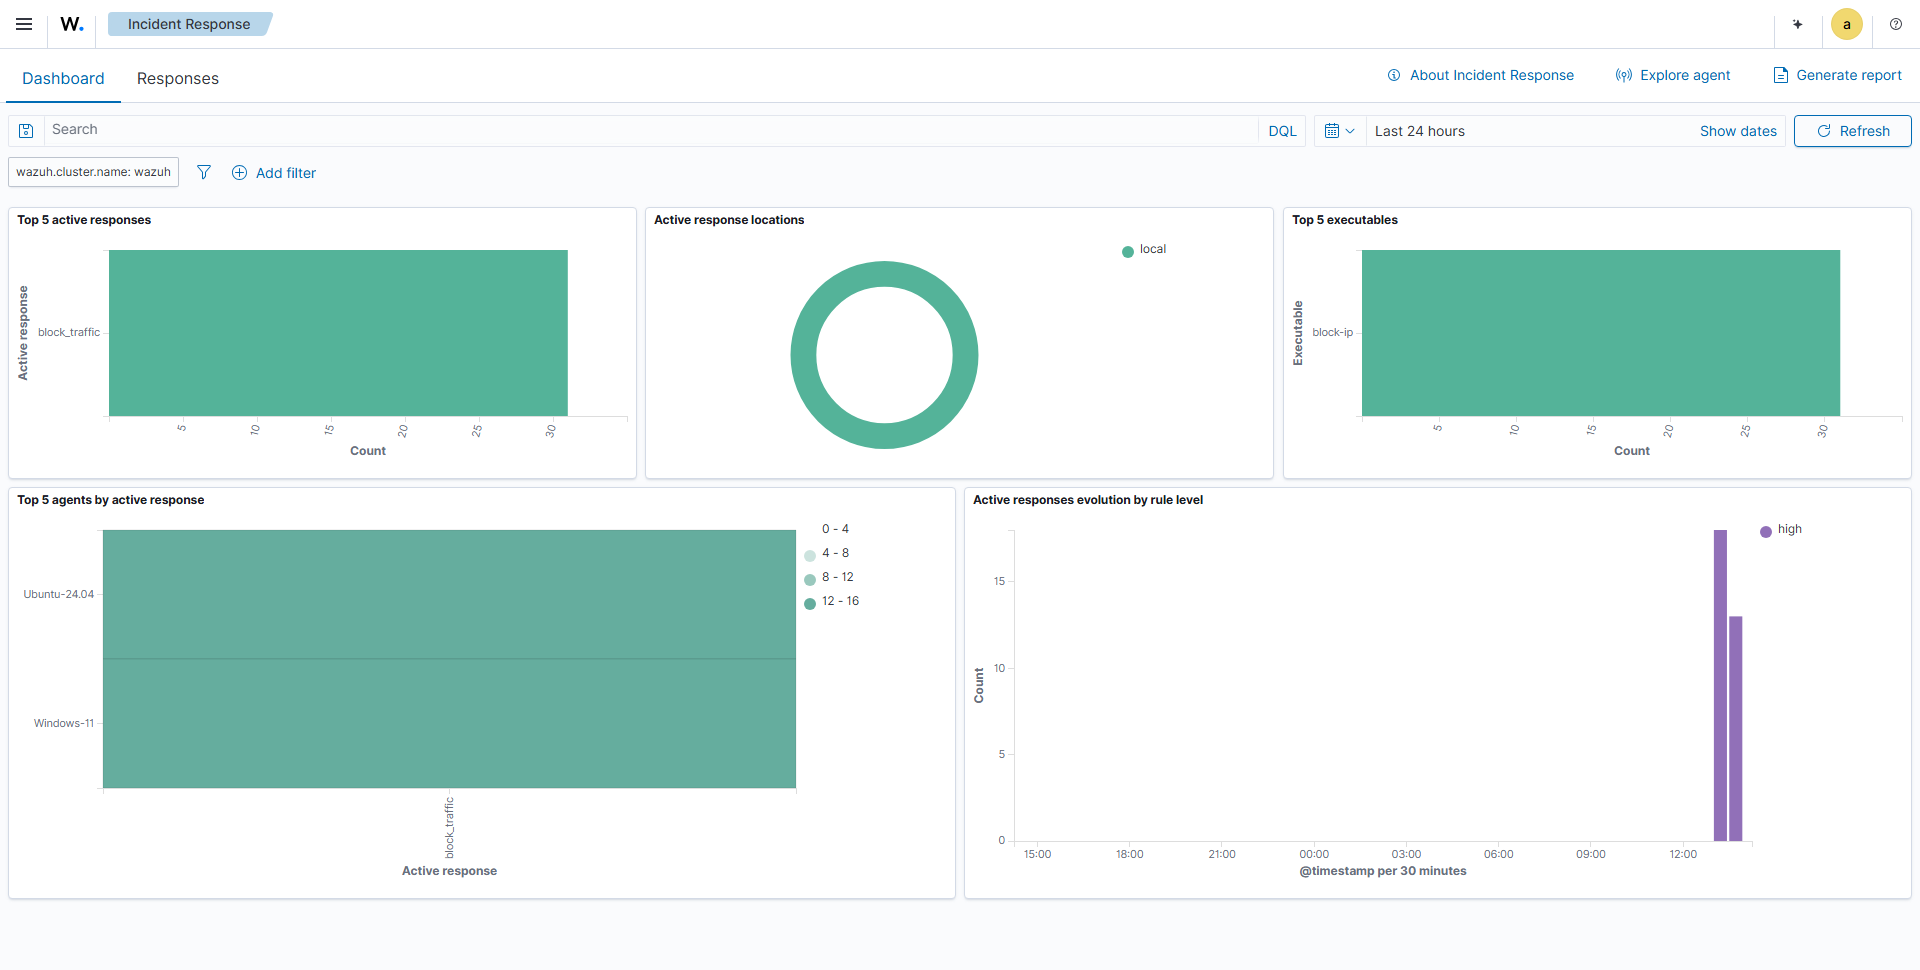 W.
Incident Response
a
Dashboard
Responses
About Incident Response
Explore agent
Generate report
Search
DQL
Last 24 hours
Show dates
Refresh
wazuh.cluster.name: wazuh
Add filter
Top 5 active responses
Active response
block_traffic
5
10
15
20
25
30
Count
Active response locations
local
Top 5 executables
Executable
block-ip
5
10
15
20
25
30
Count
Top 5 agents by active response
Ubuntu-24.04
Windows-11
block_traffic
Active response
0 - 4
4 - 8
8 - 12
12 - 16
Active responses evolution by rule level
Count
15
10
5
0
15:00
18:00
21:00
00:00
03:00
06:00
09:00
12:00
@timestamp per 30 minutes
high